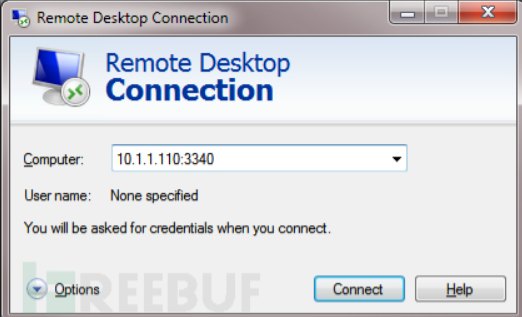 Remote Desktop Connection
Remote Desktop
Connection
Computer: 10.1.1.110:3340
User name: None specified
You will be asked for credentials when you connect.
Options Connect Help
REEBUF